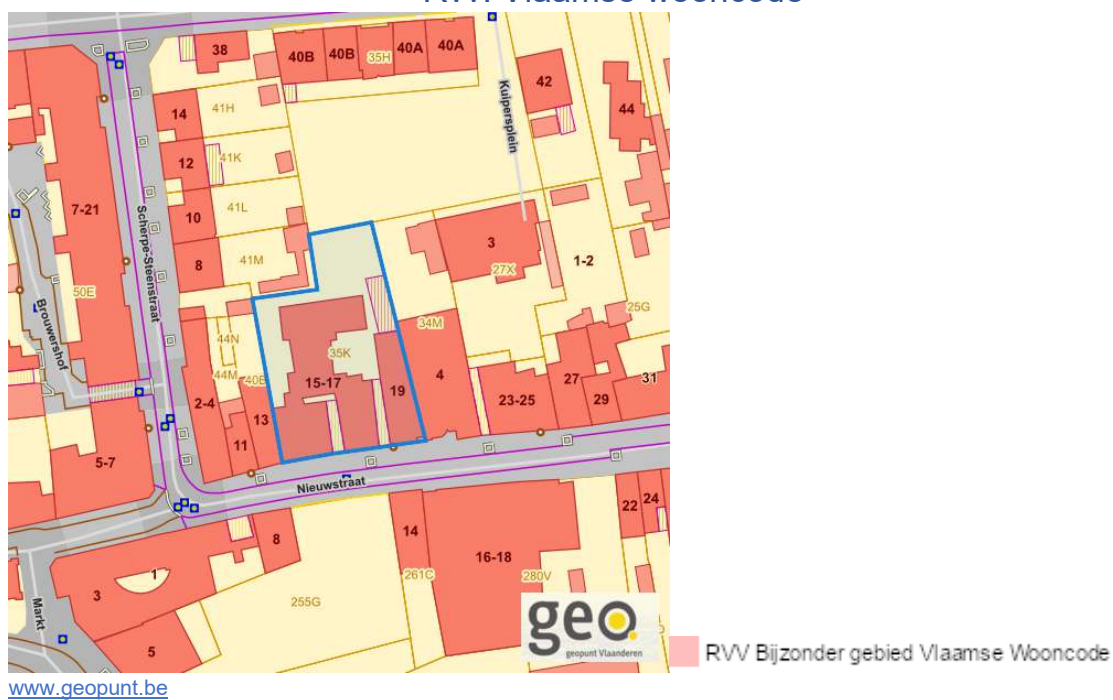 RVV Vlaamse wooncode
38
40B
40B
35H
40A
40A
Kuipersplein
42
44
14
41H
12
41K
7-21
Scherpe-Steenstraat
10
41L
8
41M
3
27X
1-2
50E
Brouwershof
25G
44N
35K
34M
44M
40E
15-17
19
4
27
31
2-4
13
23-25
29
11
5-7
Nieuwstraat
22
24
8
14
16-18
1
261C
280V
3
255G
Markt
5
geo.
geopunt Vlaanderen
RVV Bijzonder gebied Vlaamse Wooncode
www.geopunt.be